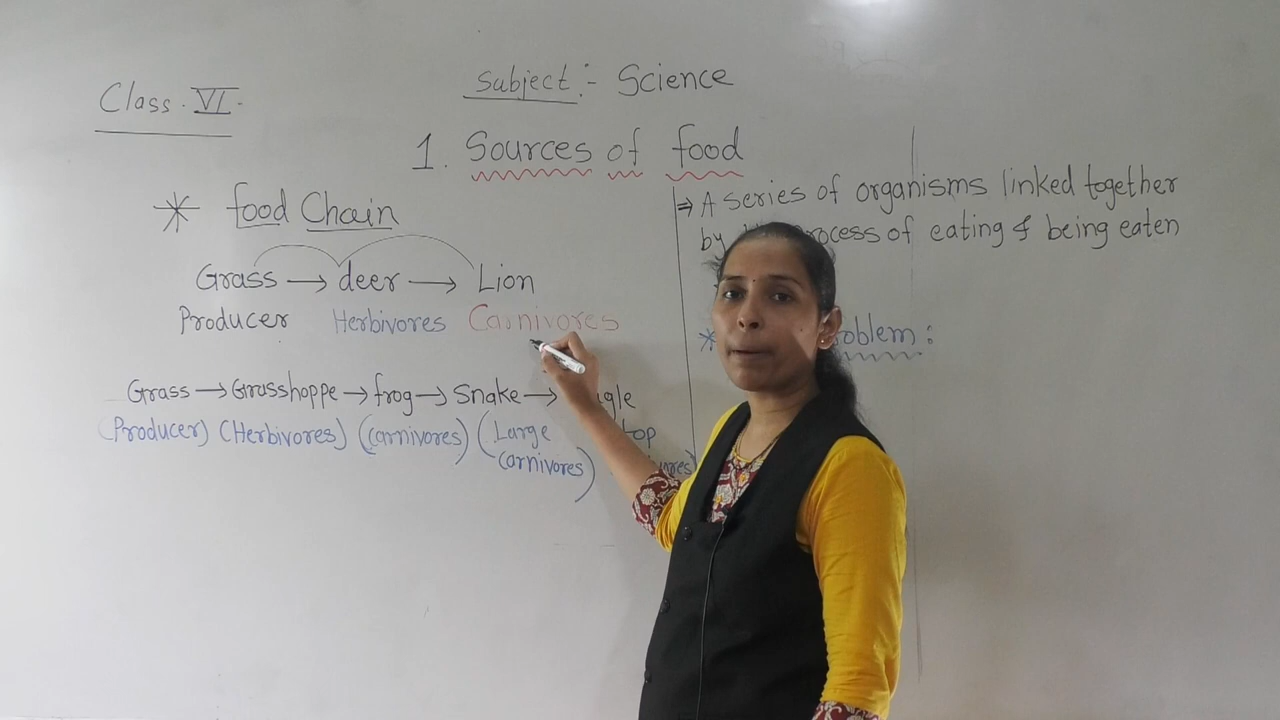 Class. VI.
Subject:- Science
1. Sources of food
* food Chain
Grass → deer → Lion
Producer Herbivores Carnivores
Grass → Grasshoppe → frog → Snake →
(Producer) (Herbivores) (Carnivores) (Large
carnivores)
⇒ A series of organisms linked together
by process of eating & being eaten
*